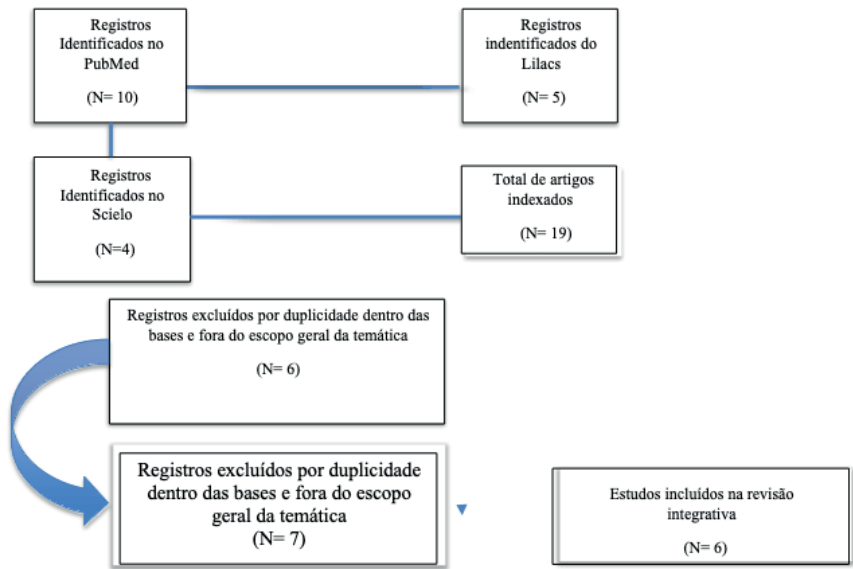 Registros
Identificados no
PubMed
(N= 10)
Registros
indentificados do
Lilacs
(N= 5)
Registros
Identificados no
Scielo
(N=4)
Total de artigos
indexados
(N= 19)
Registros excluídos por duplicidade dentro das
bases e fora do escopo geral da temática
(N= 6)
Registros excluídos por duplicidade
dentro das bases e fora do escopo
geral da temática
(N= 7)
Estudos incluídos na revisão
integrativa
(N= 6)